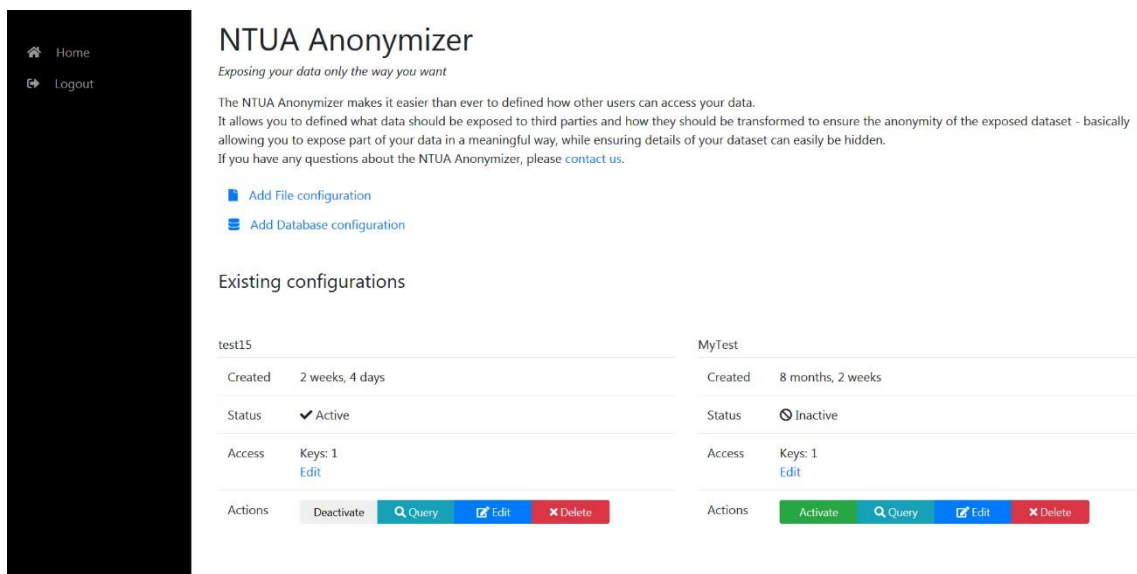 Home
Logout
NTUA Anonymizer
Exposing your data only the way you want
The NTUA Anonymizer makes it easier than ever to defined how other users can access your data.
It allows you to defined what data should be exposed to third parties and how they should be transformed to ensure the anonymity of the exposed dataset - basically
allowing you to expose part of your data in a meaningful way, while ensuring details of your dataset can easily be hidden.
If you have any questions about the NTUA Anonymizer, please contact us.
Add File configuration
Add Database configuration
Existing configurations
test15
Created 2 weeks, 4 days
Status Active
Access Keys: 1
Edit
Actions Deactivate Query Edit Delete
MyTest
Created 8 months, 2 weeks
Status Inactive
Access Keys: 1
Edit
Actions Activate Query Edit Delete